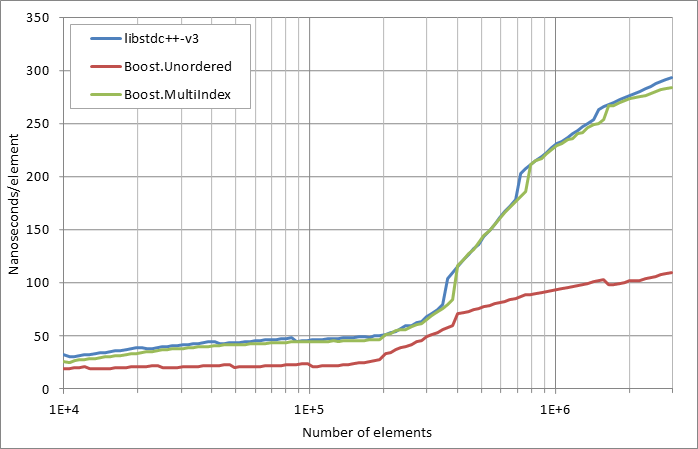 350
300
250
200
150
100
50
0
Nanoseconds/element
libstdc++-v3
Boost.Unordered
Boost.MultiIndex
1E+4
1E+5
1E+6
Number of elements